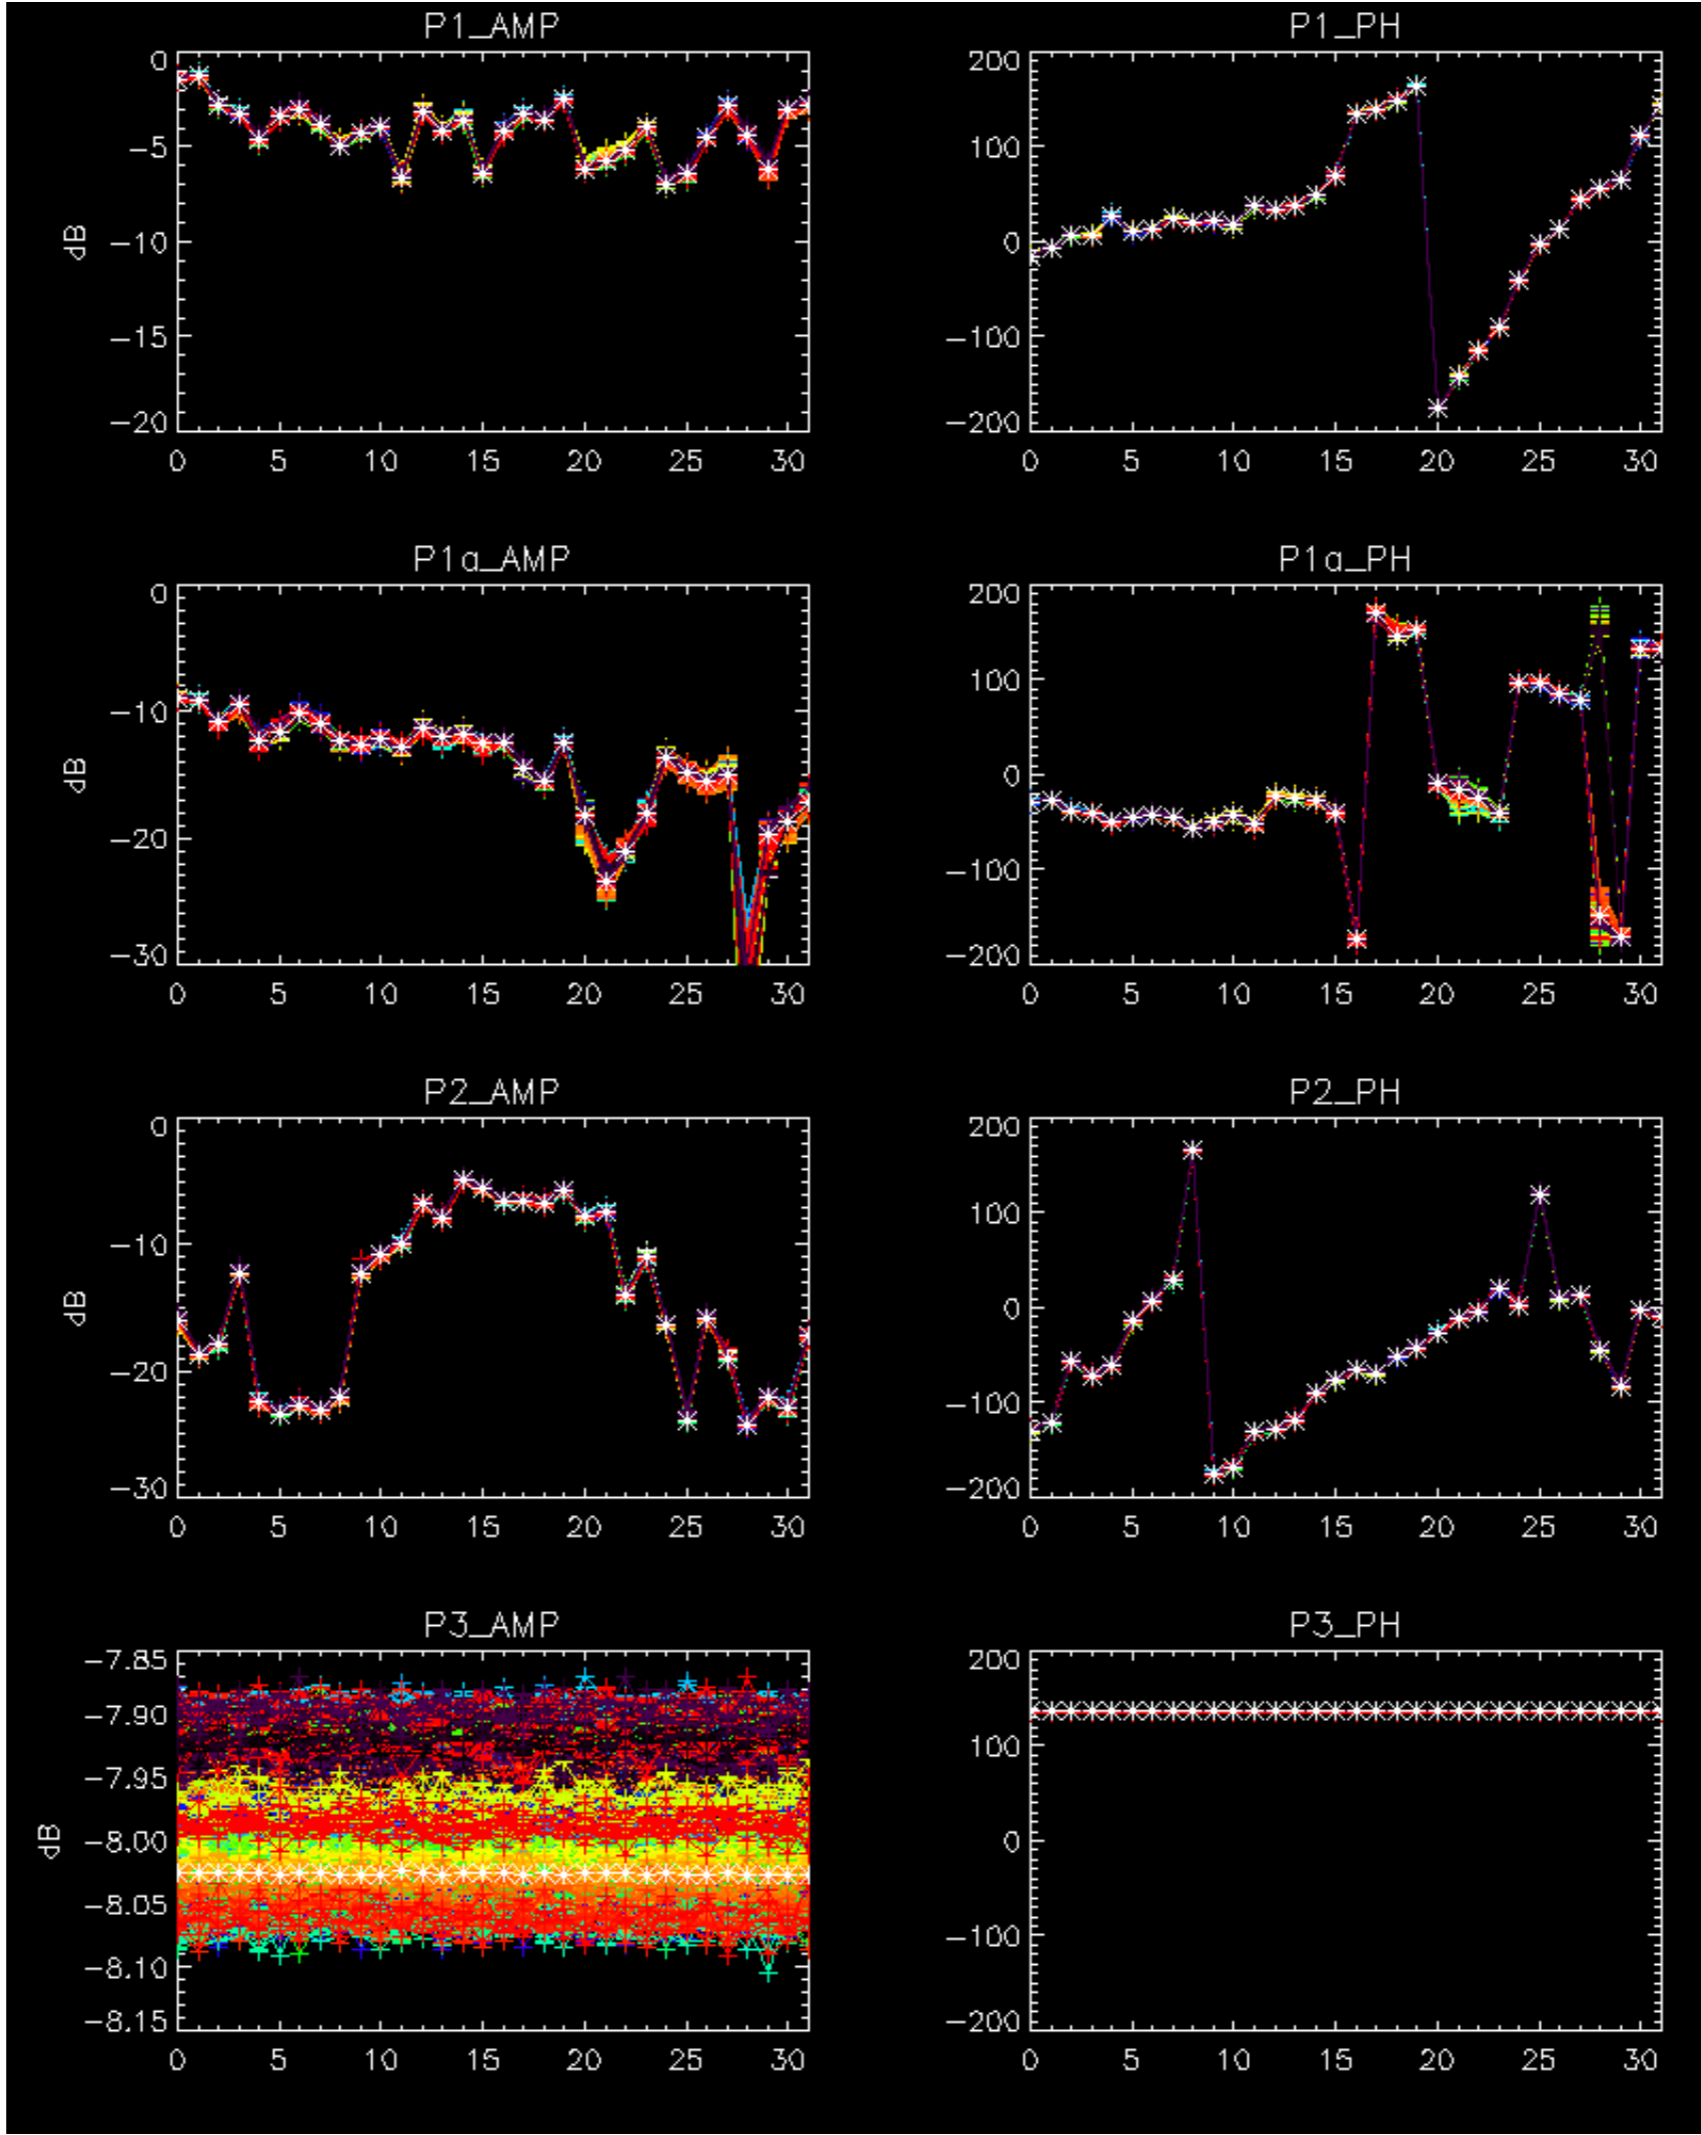 P1_AMP P1_PH
0 200
-5 100
dB -10 0
-15 -100
-20 -200
0 5 10 15 20 25 30 0 5 10 15 20 25 30
P1a_AMP P1a_PH
0 200
-10 100
dB 0
-20 -100
-30 -200
0 5 10 15 20 25 30 0 5 10 15 20 25 30
P2_AMP P2_PH
0 200
-10 100
dB 0
-20 -100
-30 -200
0 5 10 15 20 25 30 0 5 10 15 20 25 30
P3_AMP P3_PH
-7.85 200
-7.90 100
-7.95
dB -8.00 0
-8.05 -100
-8.10
-8.15 -200
0 5 10 15 20 25 30 0 5 10 15 20 25 30